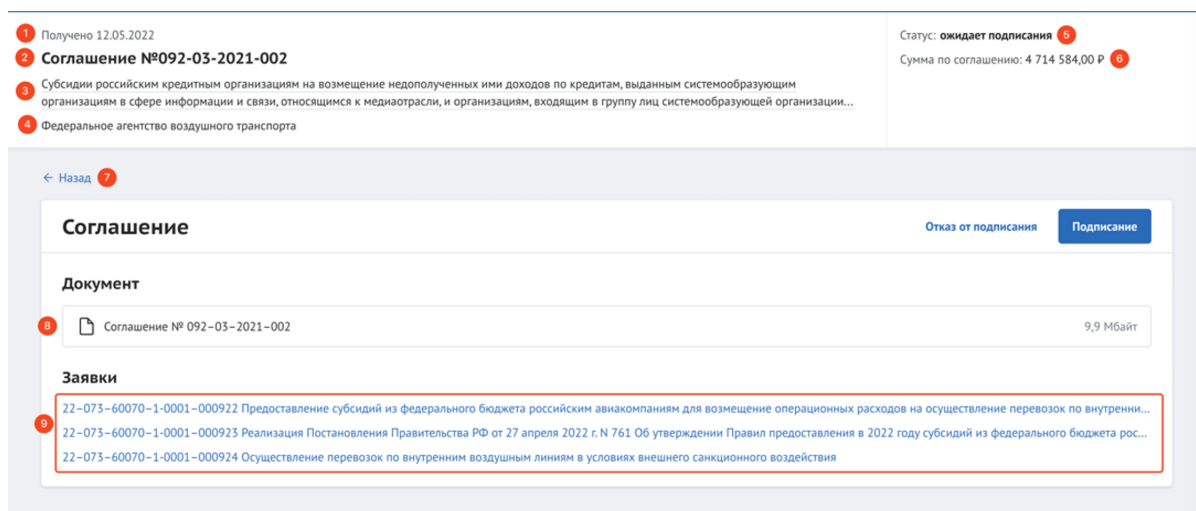 1 Получено 12.05.2022
2 Соглашение №092-03-2021-002
3 Субсидии российским кредитным организациям на возмещение недополученных ими доходов по кредитам, выданным системообразующим
организациям в сфере информации и связи, относящимся к медиаотрасли, и организациям, входящим в группу лиц системообразующей организации...
4 Федеральное агентство воздушного транспорта
Статус: ожидает подписания 5
Сумма по соглашению: 4 714 584,00 ₽ 6
← Назад 7
Соглашение
Отказ от подписания
Подписание
Документ
8 Соглашение № 092-03-2021-002
9,9 Мбайт
Заявки
9
22-073-60070-1-0001-000922 Предоставление субсидий из федерального бюджета российским авиакомпаниям для возмещение операционных расходов на осуществление перевозок по внутренни...
22-073-60070-1-0001-000923 Реализация Постановления Правительства РФ от 27 апреля 2022 г. N 761 Об утверждении Правил предоставления в 2022 году субсидий из федерального бюджета рос...
22-073-60070-1-0001-000924 Осуществление перевозок по внутренним воздушным линиям в условиях внешнего санкционного воздействия